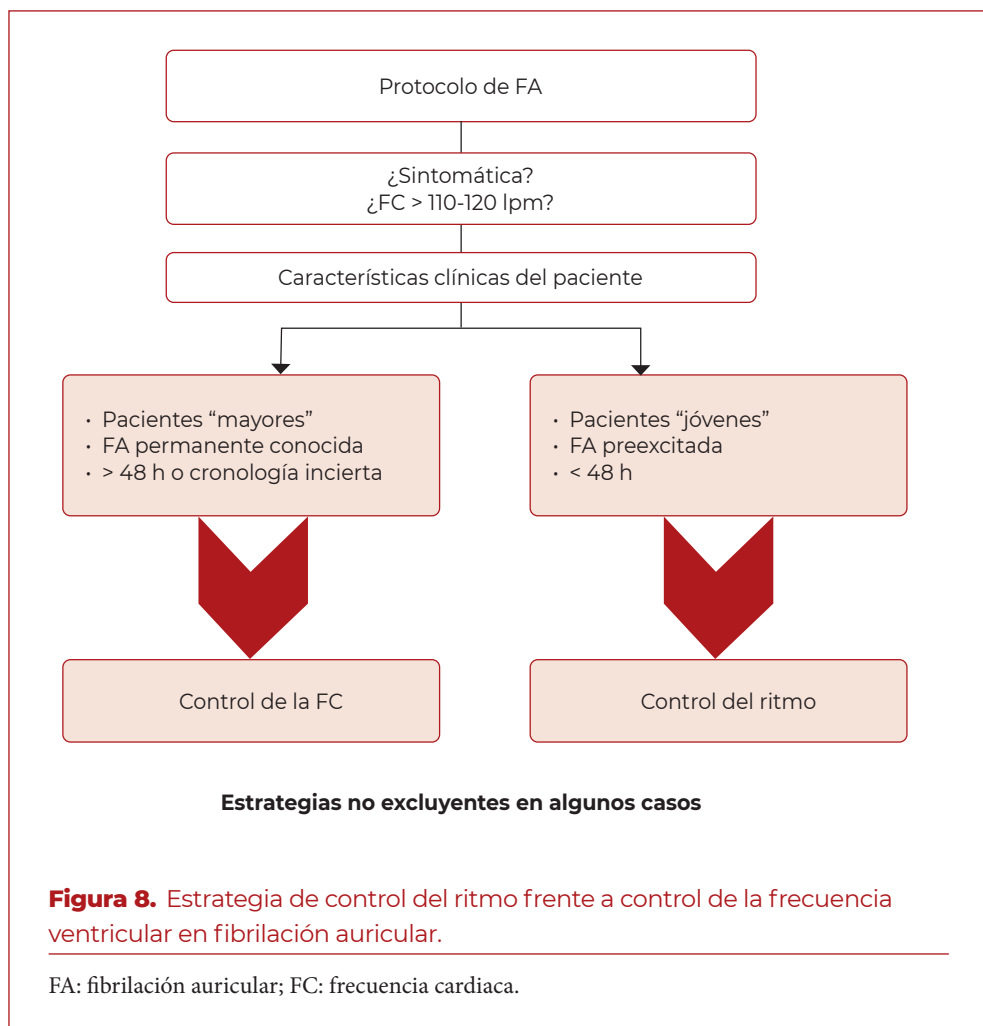 Protocolo de FA
¿Sintomática?
¿FC > 110-120 lpm?
Características clínicas del paciente
· Pacientes “mayores”
· FA permanente conocida
· > 48 h o cronología incierta
· Pacientes “jóvenes”
· FA preexcitada
· < 48 h
Control de la FC
Control del ritmo
Estrategias no excluyentes en algunos casos
Figura 8. Estrategia de control del ritmo frente a control de la frecuencia
ventricular en fibrilación auricular.
FA: fibrilación auricular; FC: frecuencia cardiaca.